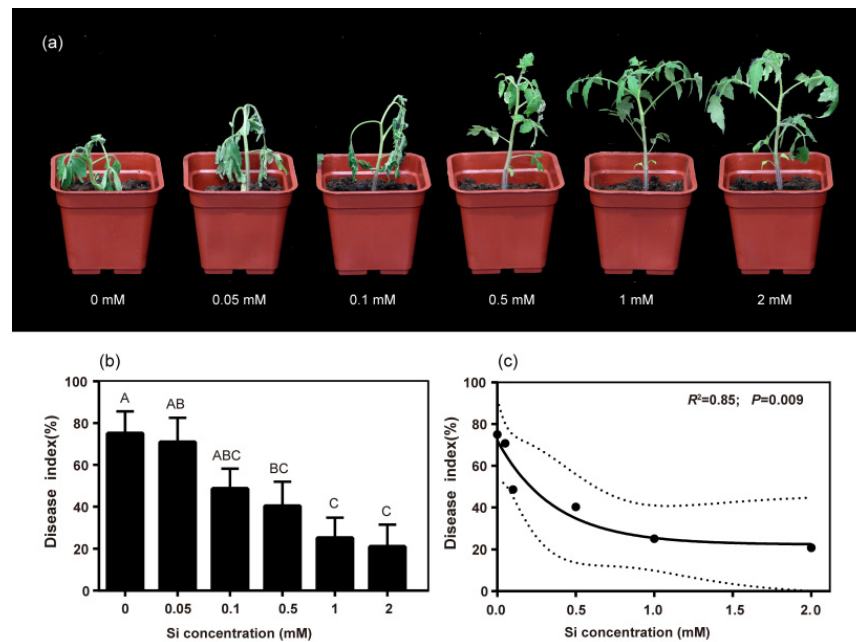 (a)
0 mM 0.05 mM 0.1 mM 0.5 mM 1 mM 2 mM
(b)
Disease index(%)
100
80
60
40
20
0
A AB ABC BC C C
0 0.05 0.1 0.5 1 2
Si concentration (mM)
(c)
Disease index(%)
100
80
60
40
20
0
R²=0.85; P=0.009
0.0 0.5 1.0 1.5 2.0
Si concentration (mM)